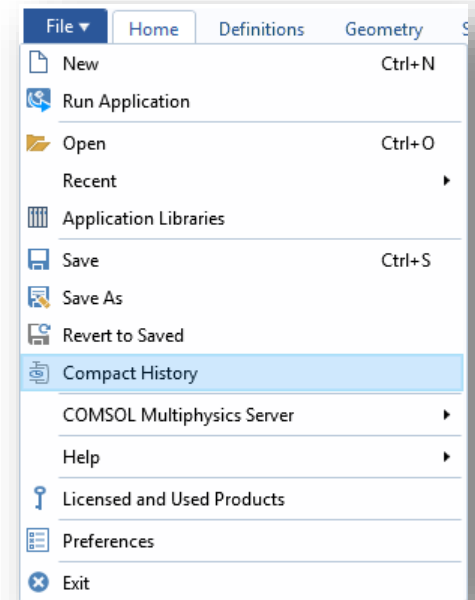 File Home Definitions Geometry
New Ctrl+N
Run Application
Open Ctrl+O
Recent
Application Libraries
Save Ctrl+S
Save As
Revert to Saved
Compact History
COMSOL Multiphysics Server
Help
Licensed and Used Products
Preferences
Exit